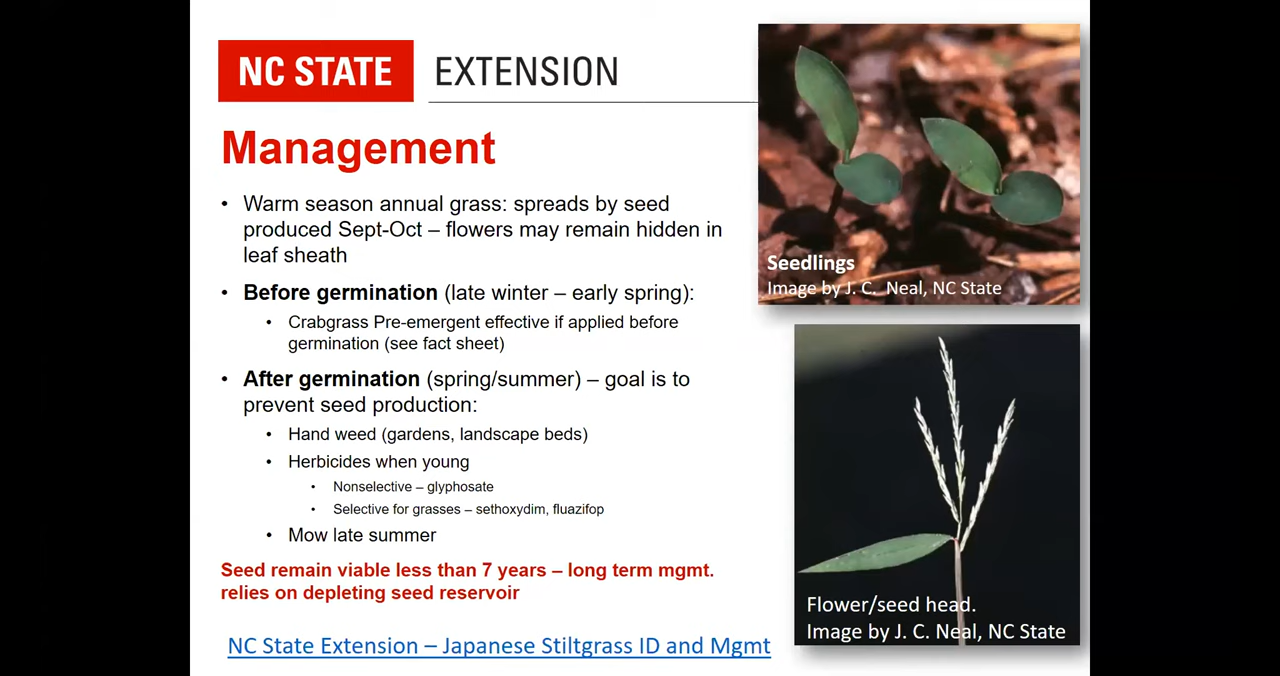 NC STATE EXTENSION
Management
• Warm season annual grass: spreads by seed
produced Sept-Oct – flowers may remain hidden in
leaf sheath
• Before germination (late winter – early spring):
• Crabgrass Pre-emergent effective if applied before
germination (see fact sheet)
• After germination (spring/summer) – goal is to
prevent seed production:
• Hand weed (gardens, landscape beds)
• Herbicides when young
• Nonselective – glyphosate
• Selective for grasses – sethoxydim, fluazifop
• Mow late summer
Seed remain viable less than 7 years – long term mgmt.
relies on depleting seed reservoir
NC State Extension – Japanese Stiltgrass ID and Mgmt
Seedlings
Image by J. C. Neal, NC State
Flower/seed head.
Image by J. C. Neal, NC State